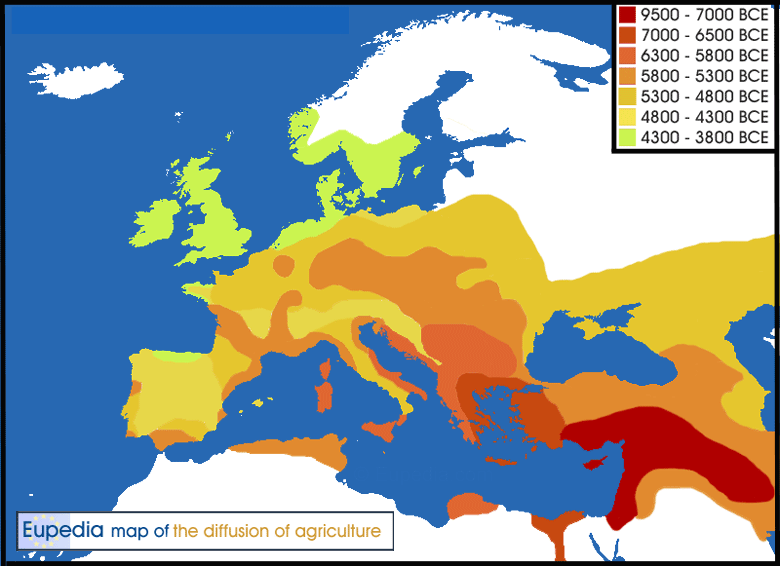 9500 - 7000 BCE
7000 - 6500 BCE
6300 - 5800 BCE
5800 - 5300 BCE
5300 - 4800 BCE
4800 - 4300 BCE
4300 - 3800 BCE
Eupedia map of the diffusion of agriculture